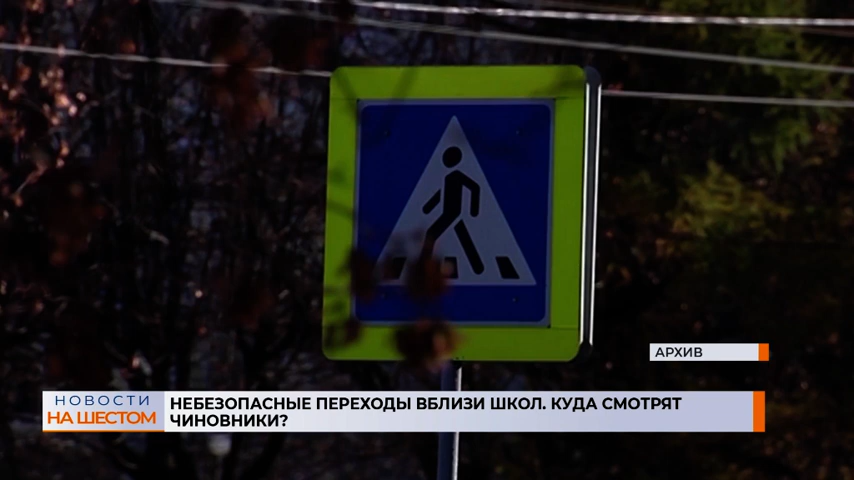 АРХИВ
НОВОСТИ
НА ШЕСТОМ
НЕБЕЗОПАСНЫЕ ПЕРЕХОДЫ ВБЛИЗИ ШКОЛ. КУДА СМОТРЯТ
ЧИНОВНИКИ?